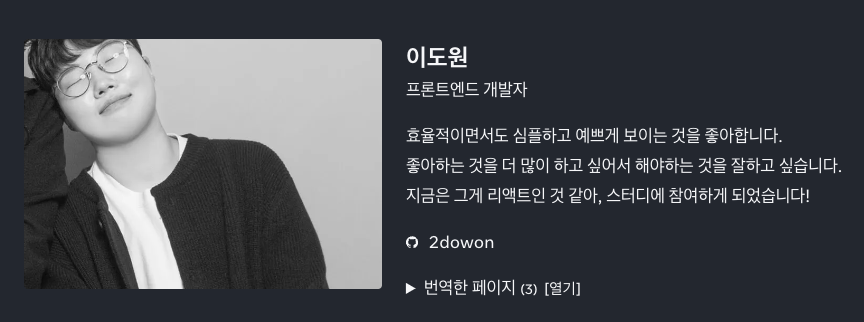 이도원
프론트엔드 개발자
효율적이면서도 심플하고 예쁘게 보이는 것을 좋아합니다.
좋아하는 것을 더 많이 하고 싶어서 해야하는 것을 잘하고 싶습니다.
지금은 그게 리액트인 것 같아, 스터디에 참여하게 되었습니다!
2dowon
▶ 번역한 페이지 (3) [열기]